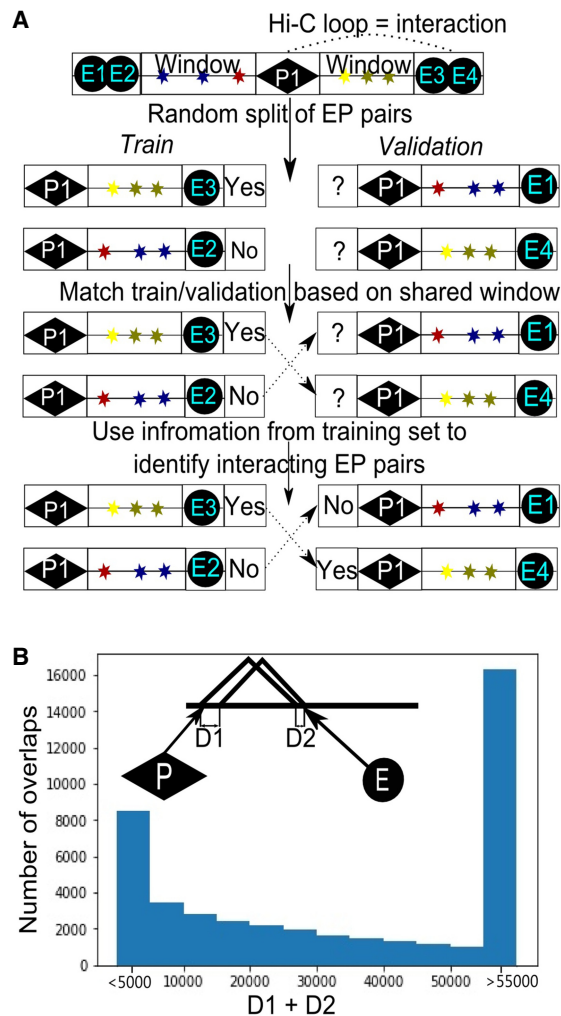 A
Hi-C loop = interaction
E1 E2 Window P1 Window E3 E4
Random split of EP pairs
Train Validation
P1 E3 Yes ? P1 E1
P1 E2 No ? P1 E4
Match train/validation based on shared window
P1 E3 Yes ? P1 E1
P1 E2 No ? P1 E4
Use infromation from training set to
identify interacting EP pairs
P1 E3 Yes No P1 E1
P1 E2 No Yes P1 E4
B
Number of overlaps
16000
14000
12000
10000
8000
6000
4000
2000
0
D1 D2
P E
<5000 10000 20000 30000 40000 50000 >55000
D1 + D2